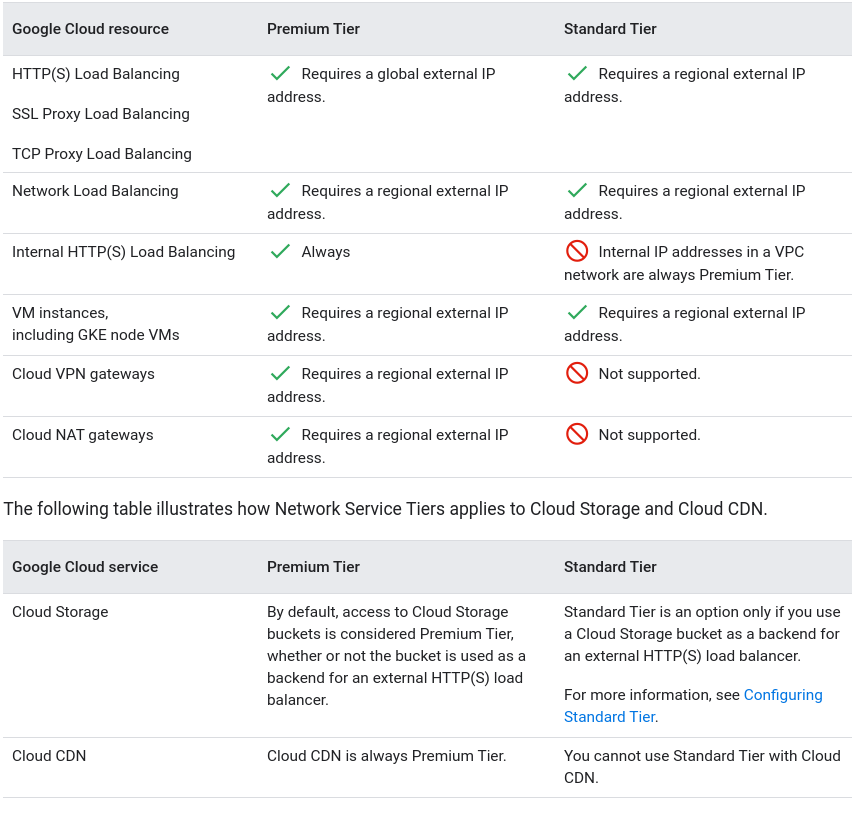 Google Cloud resource Premium Tier Standard Tier
HTTP(S) Load Balancing
SSL Proxy Load Balancing
TCP Proxy Load Balancing
Requires a global external IP
address.
Requires a regional external IP
address.
Network Load Balancing
Requires a regional external IP
address.
Requires a regional external IP
address.
Internal HTTP(S) Load Balancing
Always
Internal IP addresses in a VPC
network are always Premium Tier.
VM instances,
including GKE node VMs
Requires a regional external IP
address.
Requires a regional external IP
address.
Cloud VPN gateways
Requires a regional external IP
address.
Not supported.
Cloud NAT gateways
Requires a regional external IP
address.
Not supported.
The following table illustrates how Network Service Tiers applies to Cloud Storage and Cloud CDN.
Google Cloud service Premium Tier Standard Tier
Cloud Storage
By default, access to Cloud Storage
buckets is considered Premium Tier,
whether or not the bucket is used as a
backend for an external HTTP(S) load
balancer.
Standard Tier is an option only if you use
a Cloud Storage bucket as a backend for
an external HTTP(S) load balancer.
For more information, see Configuring
Standard Tier.
Cloud CDN
Cloud CDN is always Premium Tier.
You cannot use Standard Tier with Cloud
CDN.